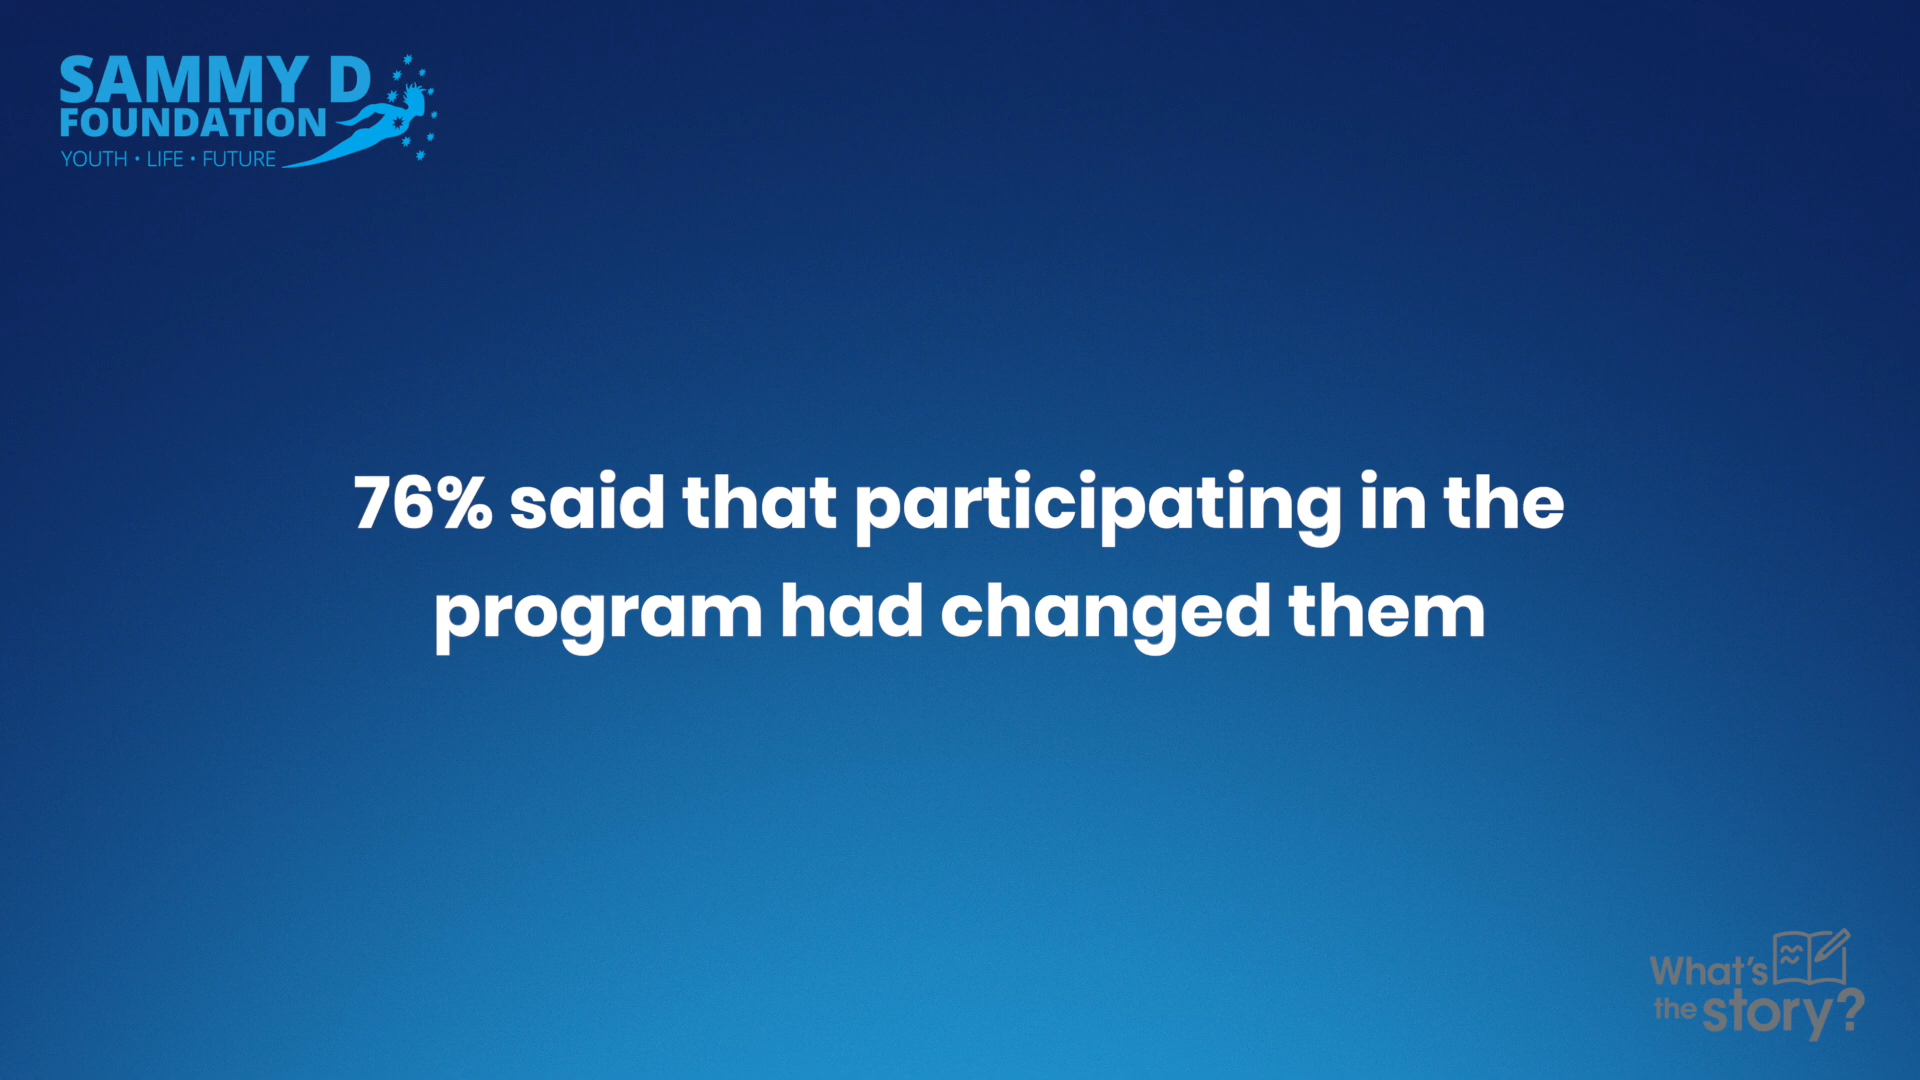 SAMMY D
FOUNDATION
YOUTH • LIFE • FUTURE
76% said that participating in the
program had changed them
What's
the story?